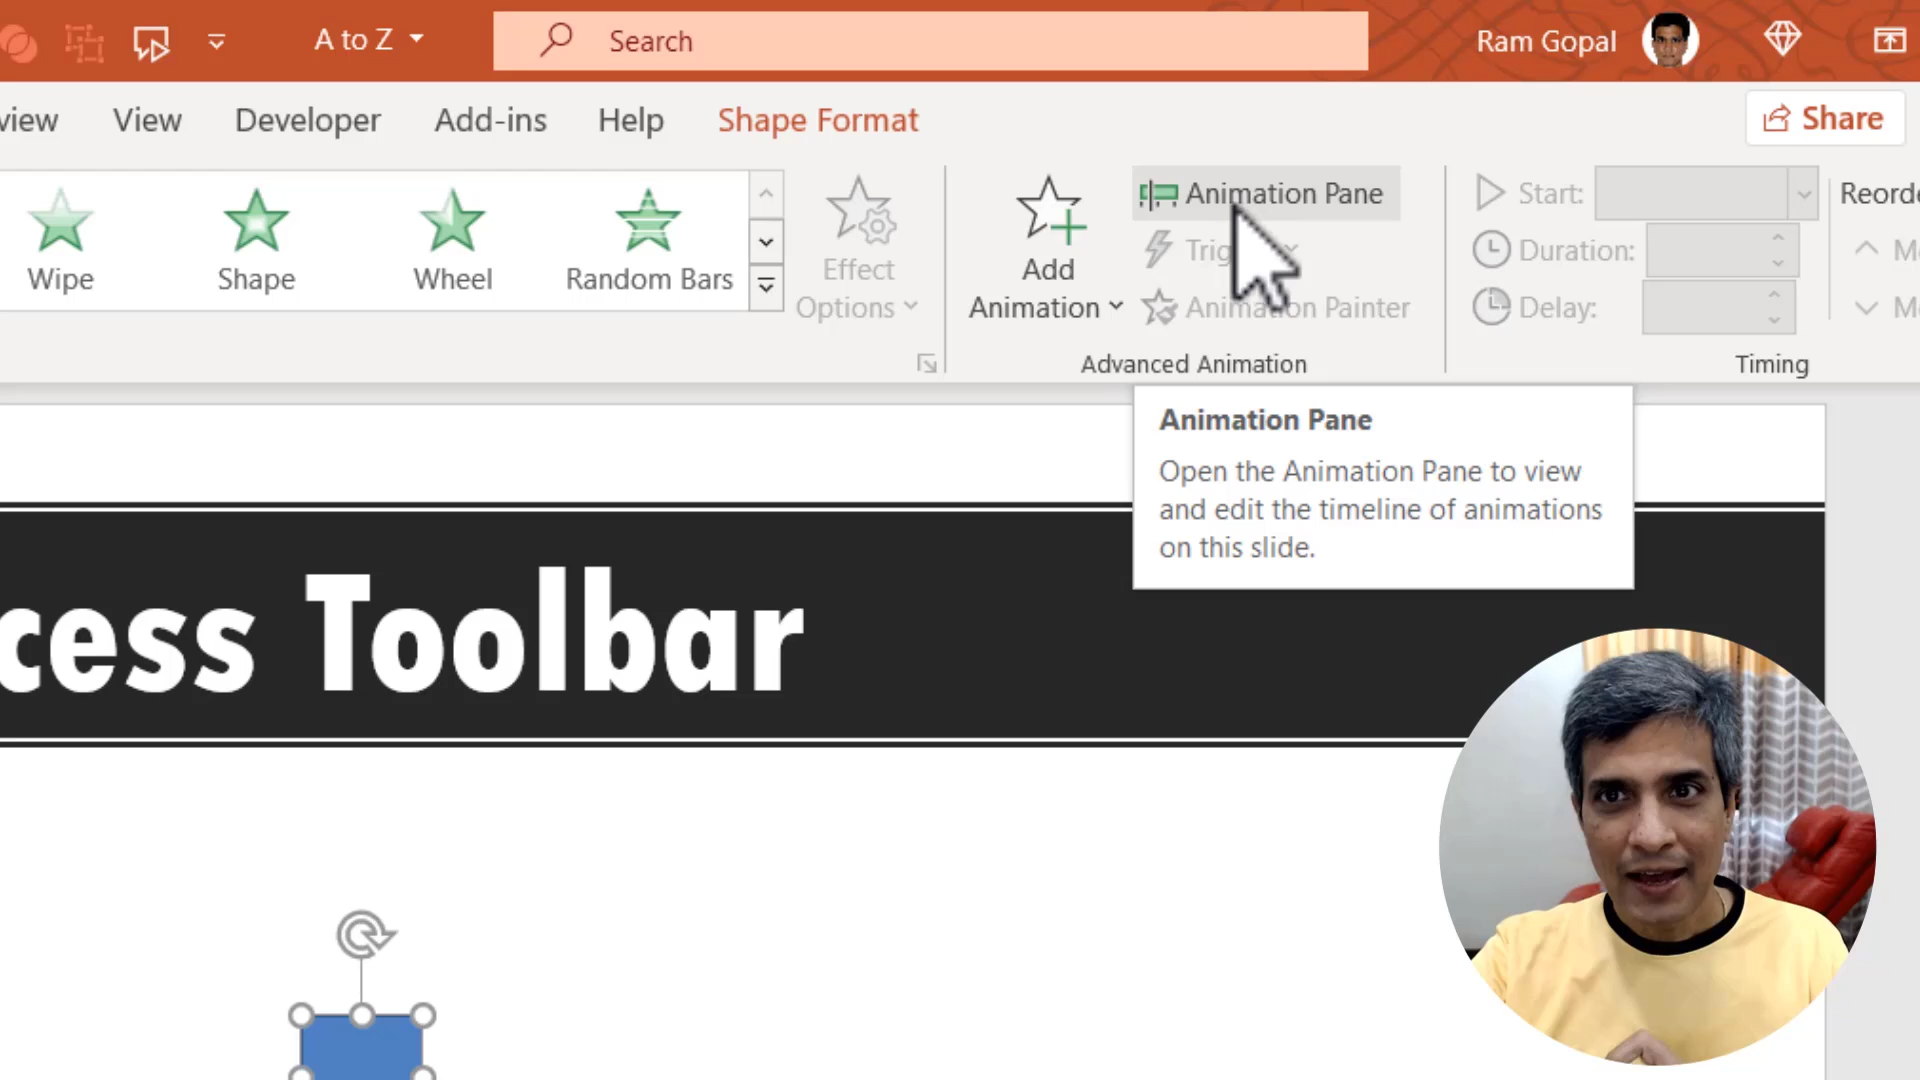 A to Z
Search
Ram Gopal
View
Developer
Add-ins
Help
Shape Format
Share
Wipe
Shape
Wheel
Random Bars
Effect
Options
Add
Animation
Animation Pane
Animation Painter
Advanced Animation
Start:
Duration:
Delay:
Timing
Animation Pane
Open the Animation Pane to view
and edit the timeline of animations
on this slide.
Toolbar